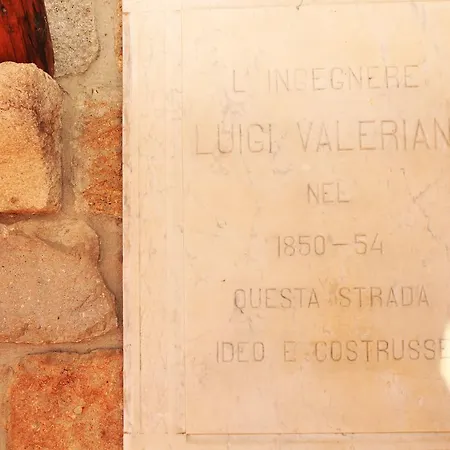 L' INGEGNERE
LUIGI VALERIAN
NEL
1850-54
QUESTA STRADA
IDEO E COSTRUSSE